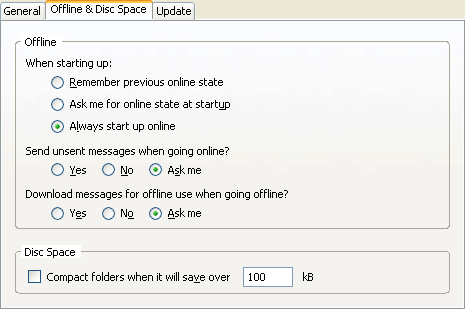 General Offline & Disc Space Update
Offline
When starting up:
Remember previous online state
Ask me for online state at startup
Always start up online
Send unsent messages when going online?
Yes No Ask me
Download messages for offline use when going offline?
Yes No Ask me
Disc Space
Compact folders when it will save over 100 kB